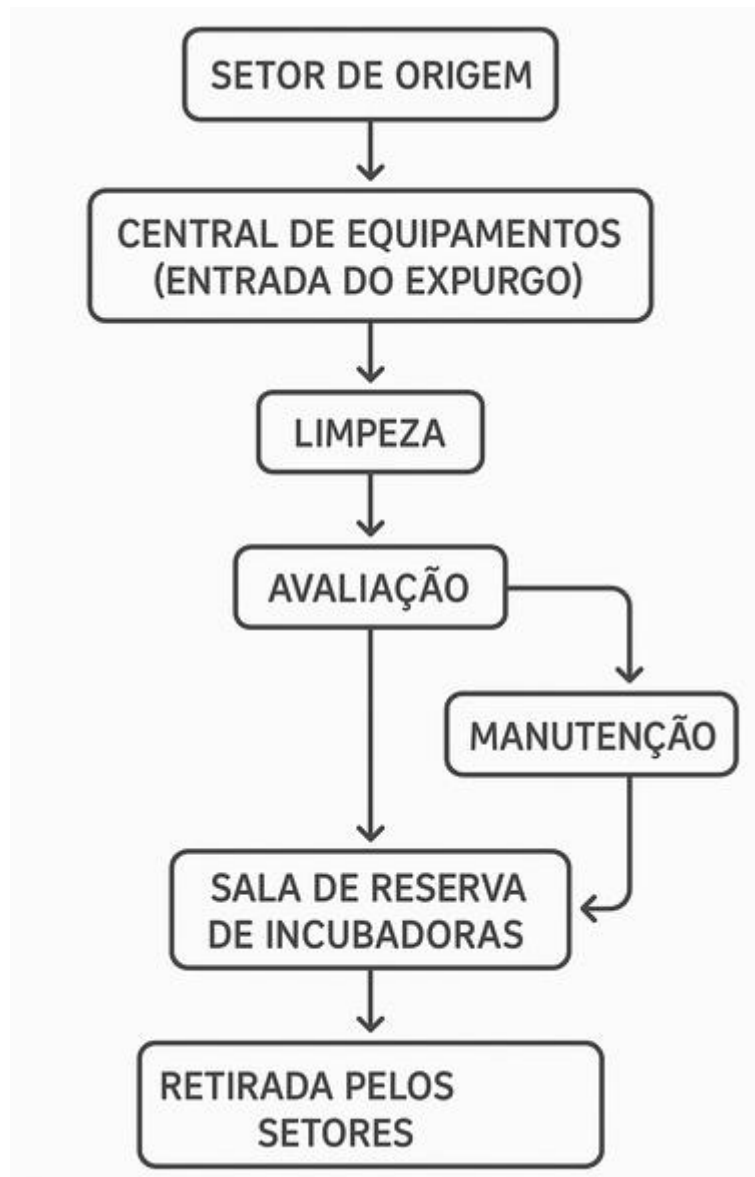 SETOR DE ORIGEM
CENTRAL DE EQUIPAMENTOS
(ENTRADA DO EXPURGO)
LIMPEZA
AVALIAÇÃO
MANUTENÇÃO
SALA DE RESERVA
DE INCUBADORAS
RETIRADA PELOS
SETORES